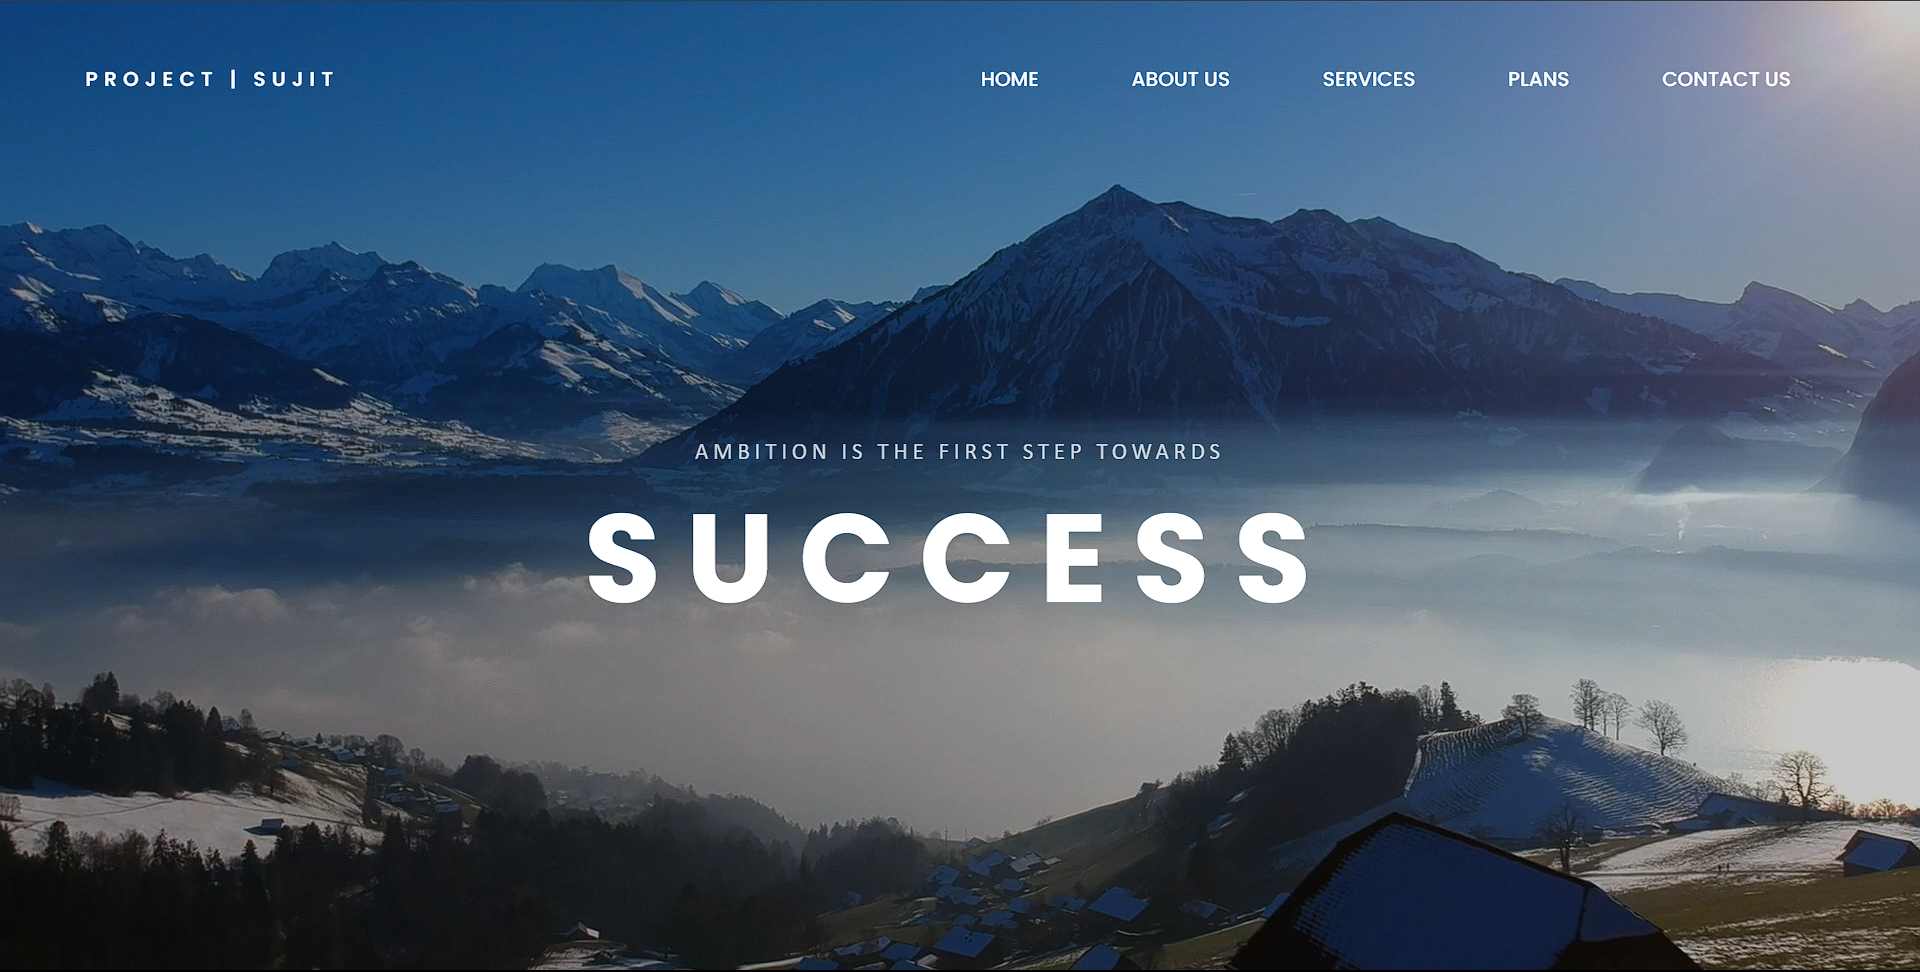 PROJECT | SUJIT
HOME ABOUT US SERVICES PLANS CONTACT US
AMBITION IS THE FIRST STEP TOWARDS
SUCCESS